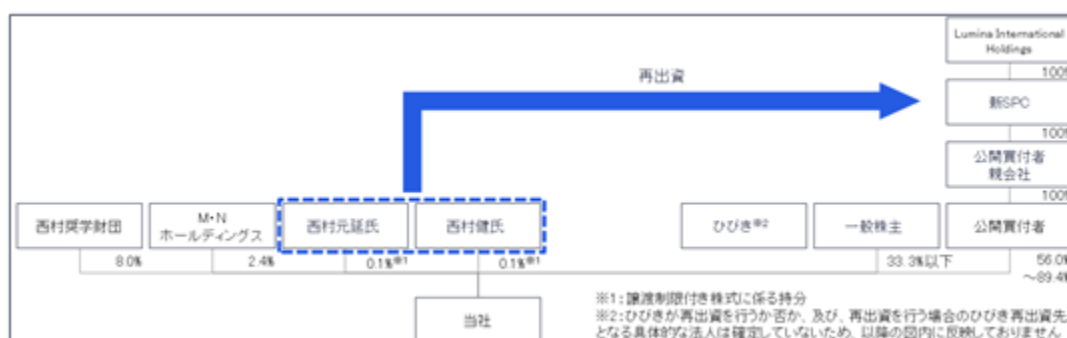 Lumina International
Holdings
100%
再出資
新SPC
100%
公開買付者
親会社
100%
西村奨学財団
M・N
ホールディングス
西村元延氏
西村健氏
ひびき※2
一般株主
公開買付者
8.0%
2.4%
0.1%※1
0.1%※1
33.3%以下
56.0%
~89.4%
当社
※1:譲渡制限付き株式に係る持分
※2:ひびきが再出資を行うか否か、及び、再出資を行う場合のひびき再出資先
となる具体的な法人は確定していないため、以降の図内に反映しておりません